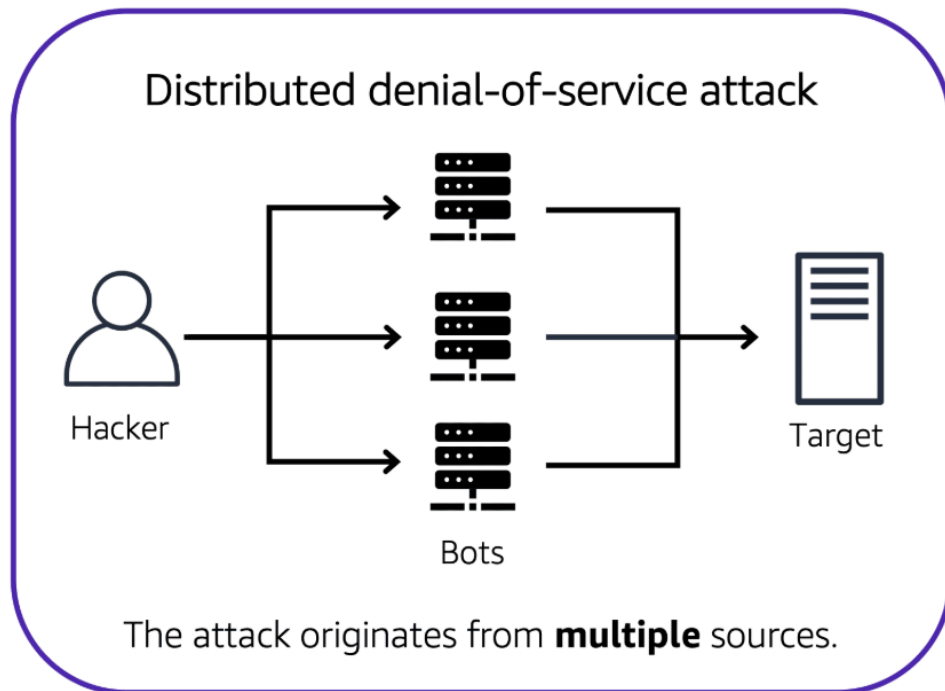 Distributed denial-of-service attack
Hacker
Target
Bots
The attack originates from multiple sources.